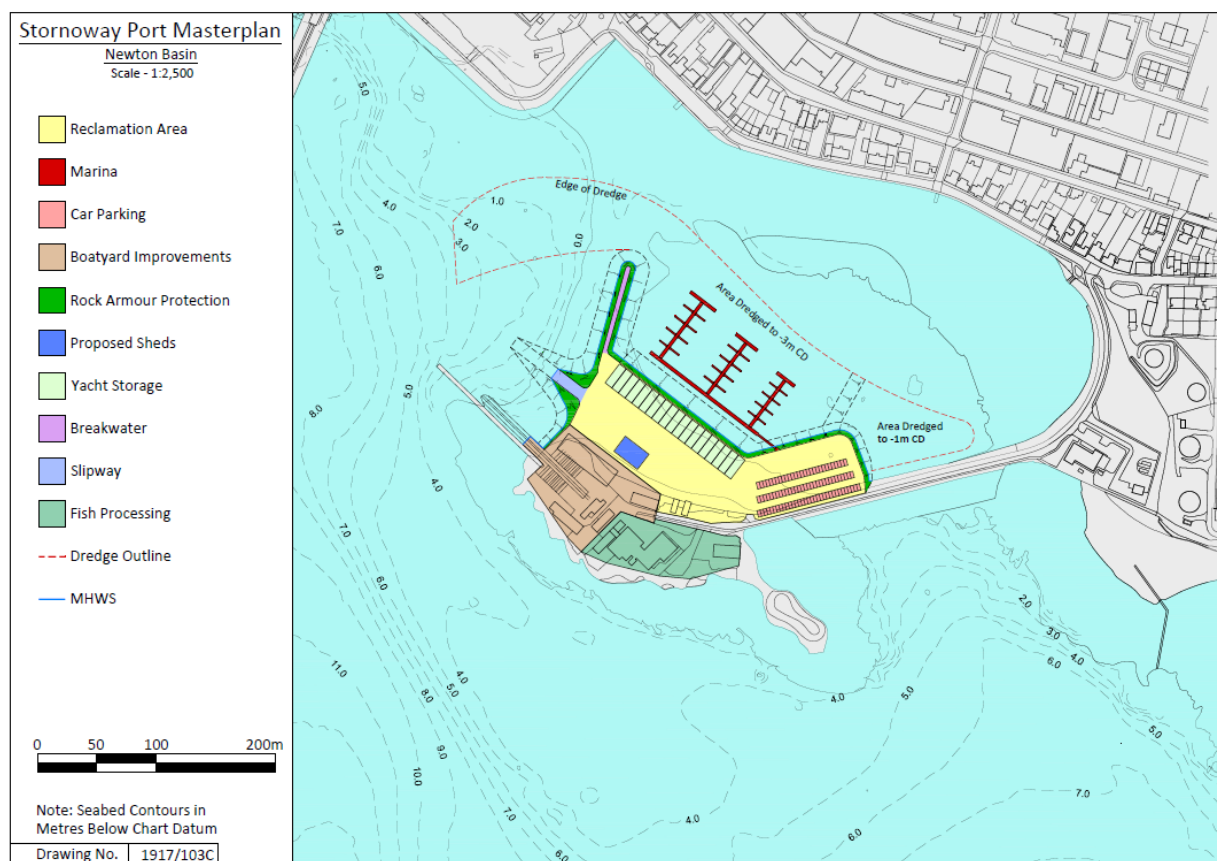 Stornoway Port Masterplan
Newton Basin
Scale - 1:2,500
Reclamation Area
Marina
Car Parking
Boatyard Improvements
Rock Armour Protection
Proposed Sheds
Yacht Storage
Breakwater
Slipway
Fish Processing
Dredge Outline
MHWS
0 50 100 200m
Note: Seabed Contours in
Metres Below Chart Datum
Drawing No. 1917/103C
5.0
4.0
7.0
6.0
1.0
2.0
3.0
0.0
Edge of Dredge
Area Dredged to -3m CD
Area Dredged
to -1m CD
8.0
5.0
4.0
7.0
6.0
11.0
4.0
5.0
8.0
9.0
10.0
7.0
6.0
4.0
5.0
4.0
6.0
7.0
2.0
3.0
4.0
6.0
5.0